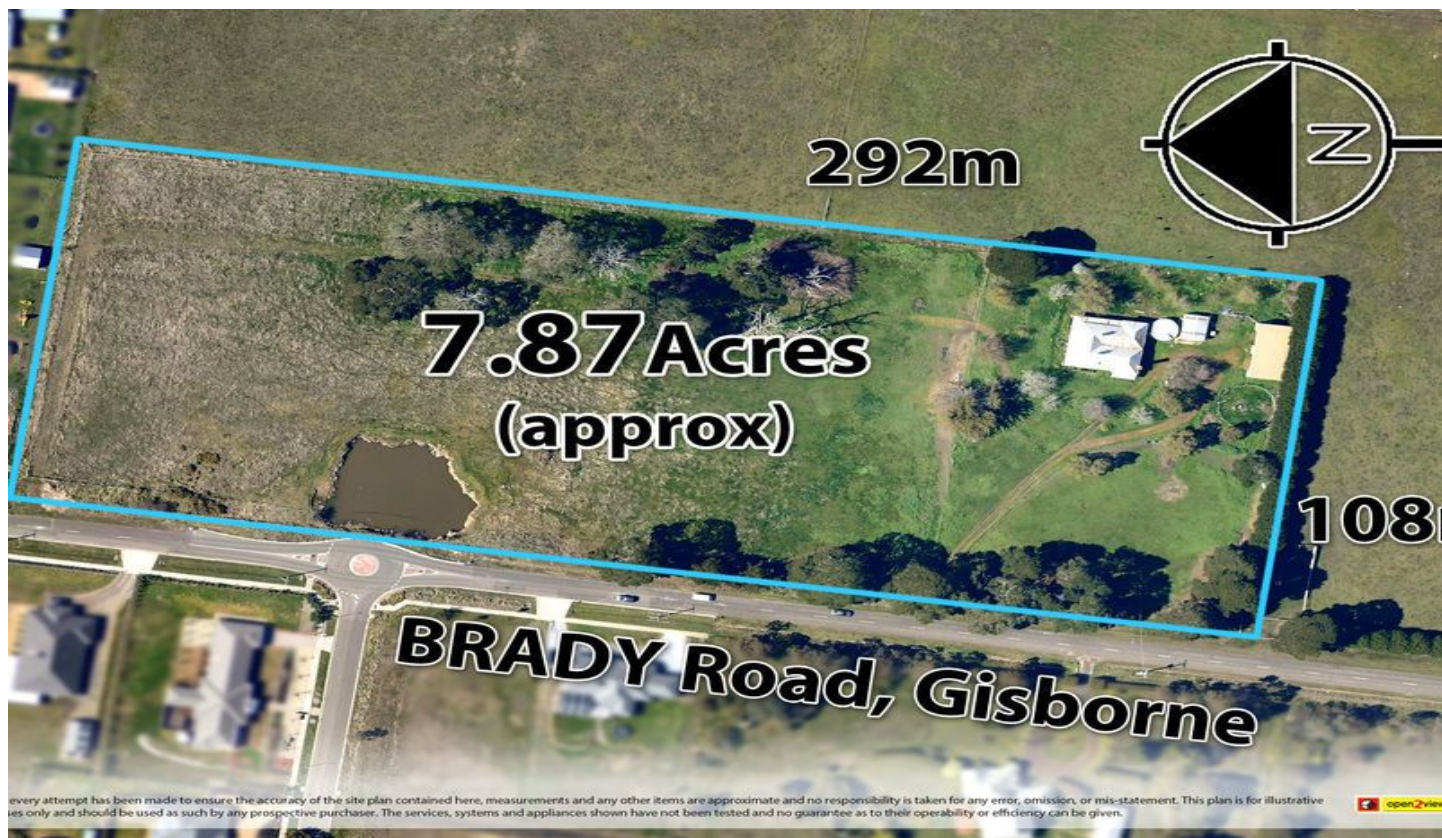 292m
N
7.87 Acres
(approx)
108
BRADY Road, Gisborne
every attempt has been made to ensure the accuracy of the site plan contained here, measurements and any other items are approximate and no responsibility is taken for any error, omission, or mis-statement. This plan is for illustrative
only and should be used as such by any prospective purchaser. The services, systems and appliances shown have not been tested and no guarantee as to their operability or efficiency can be given.
open2view